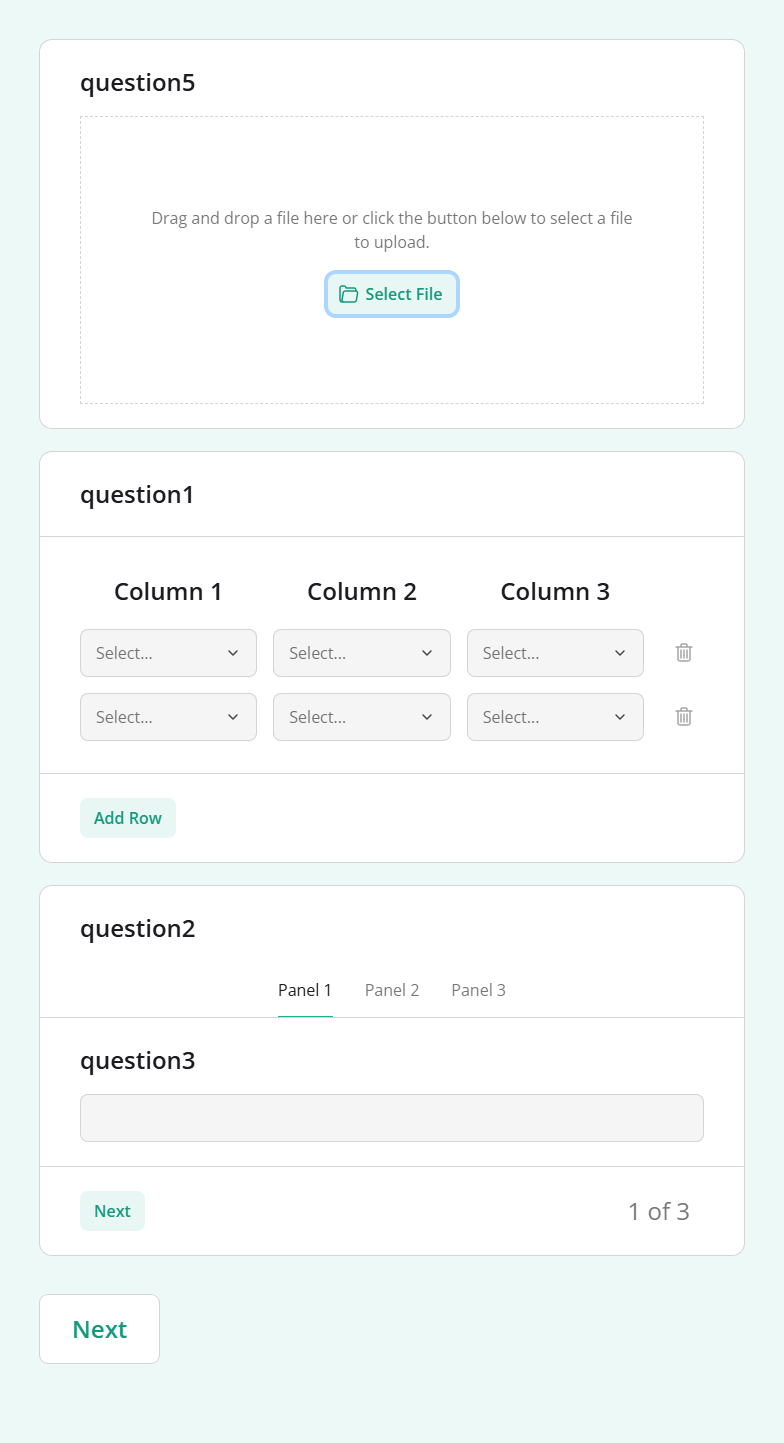 question5
Drag and drop a file here or click the button below to select a file
to upload.
Select File
question1
Column 1 Column 2 Column 3
Select... Select... Select...
Select... Select... Select...
Add Row
question2
Panel 1 Panel 2 Panel 3
question3
Next 1 of 3
Next